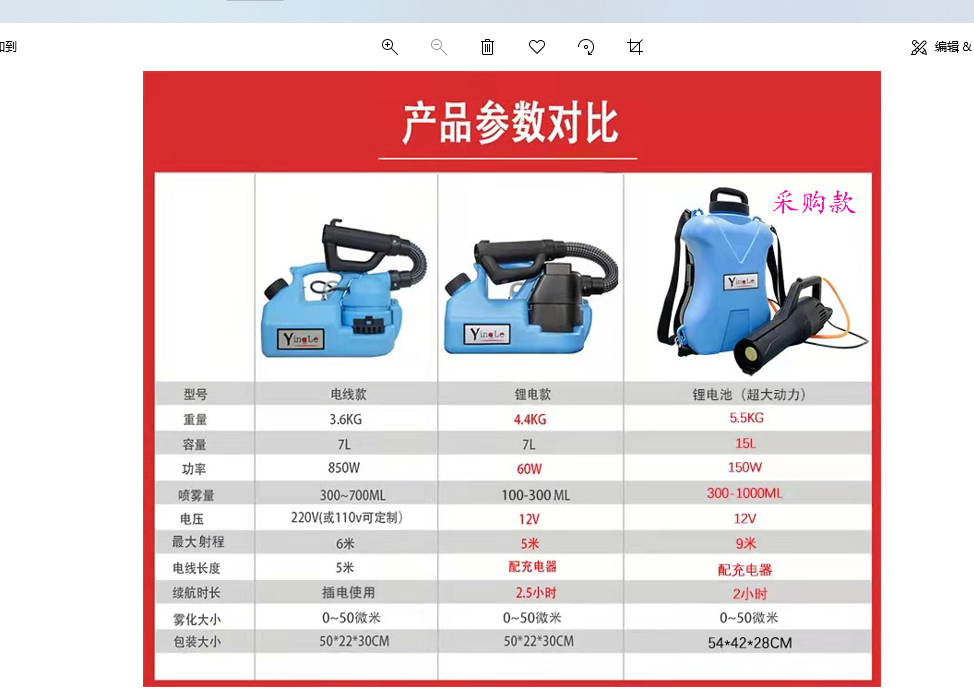 和到
编辑 &
产品参数对比
采购款
YingLe
YingLe
YingLe
型号 电线款 锂电款 锂电池（超大动力）
重量 3.6KG 4.4KG 5.5KG
容量 7L 7L 15L
功率 850W 60W 150W
喷雾量 300~700ML 100-300 ML 300-1000ML
电压 220V(或110v可定制） 12V 12V
最大射程 6米 5米 9米
电线长度 5米 配充电器 配充电器
续航时长 插电使用 2.5小时 2小时
雾化大小 0~50微米 0~50微米 0~50微米
包装大小 50*22*30CM 50*22*30CM 54*42*28CM